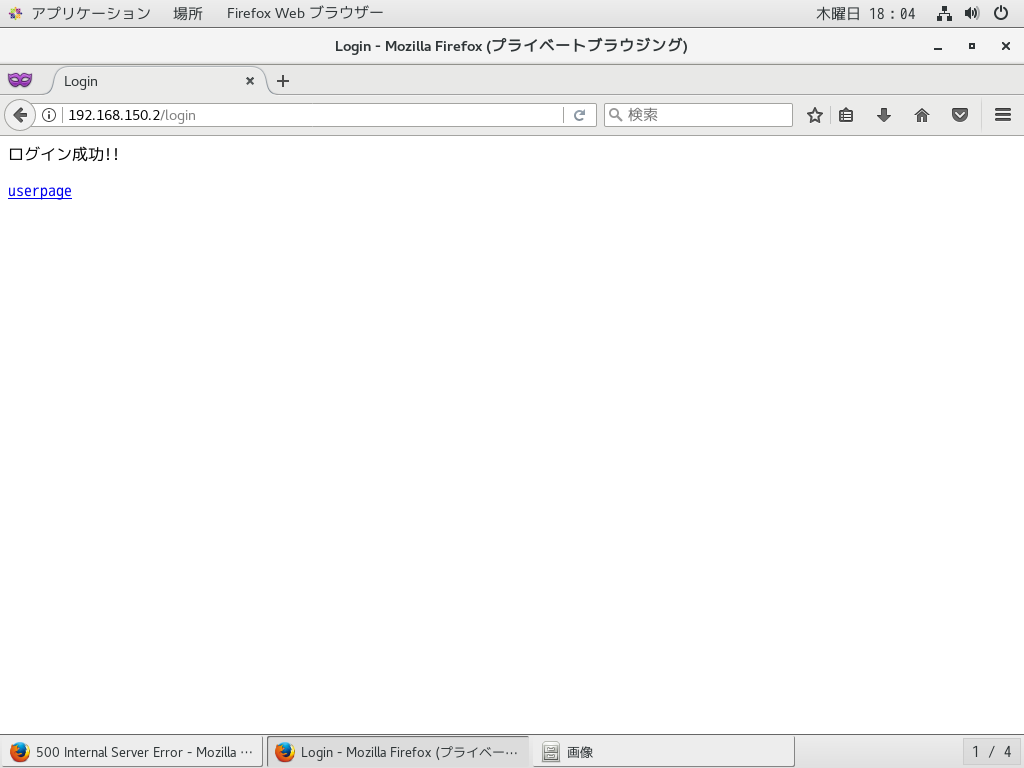 アプリケーション 場所 Firefox Web ブラウザー 木曜日 18：04
Login - Mozilla Firefox (プライベートブラウジング)
Login
192.168.150.2/login 検索
ログイン成功!!
userpage
500 Internal Server Error - Mozilla … Login - Mozilla Firefox (プライベー… 画像 1 / 4